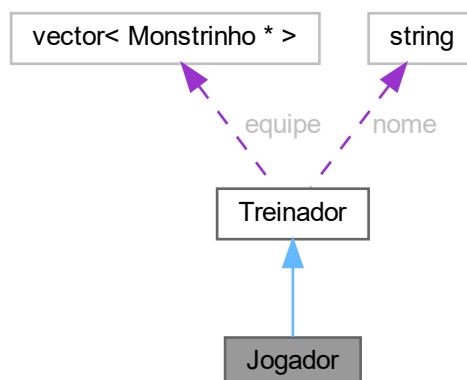 vector< Monstrinho * >
string
equipe
nome
Treinador
Jogador